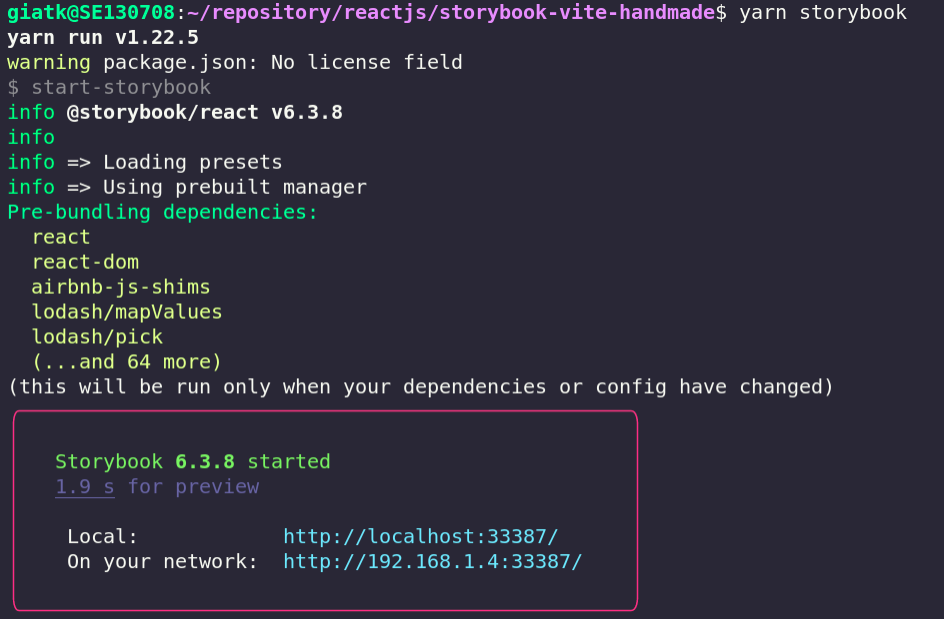 giatk@SE130708:~/repository/reactjs/storybook-vite-handmade$ yarn storybook
yarn run v1.22.5
warning package.json: No license field
$ start-storybook
info @storybook/react v6.3.8
info
info => Loading presets
info => Using prebuilt manager
Pre-bundling dependencies:
  react
  react-dom
  airbnb-js-shims
  lodash/mapValues
  lodash/pick
  (...and 64 more)
(this will be run only when your dependencies or config have changed)
Storybook 6.3.8 started
1.9 s for preview
Local:            http://localhost:33387/
On your network:  http://192.168.1.4:33387/